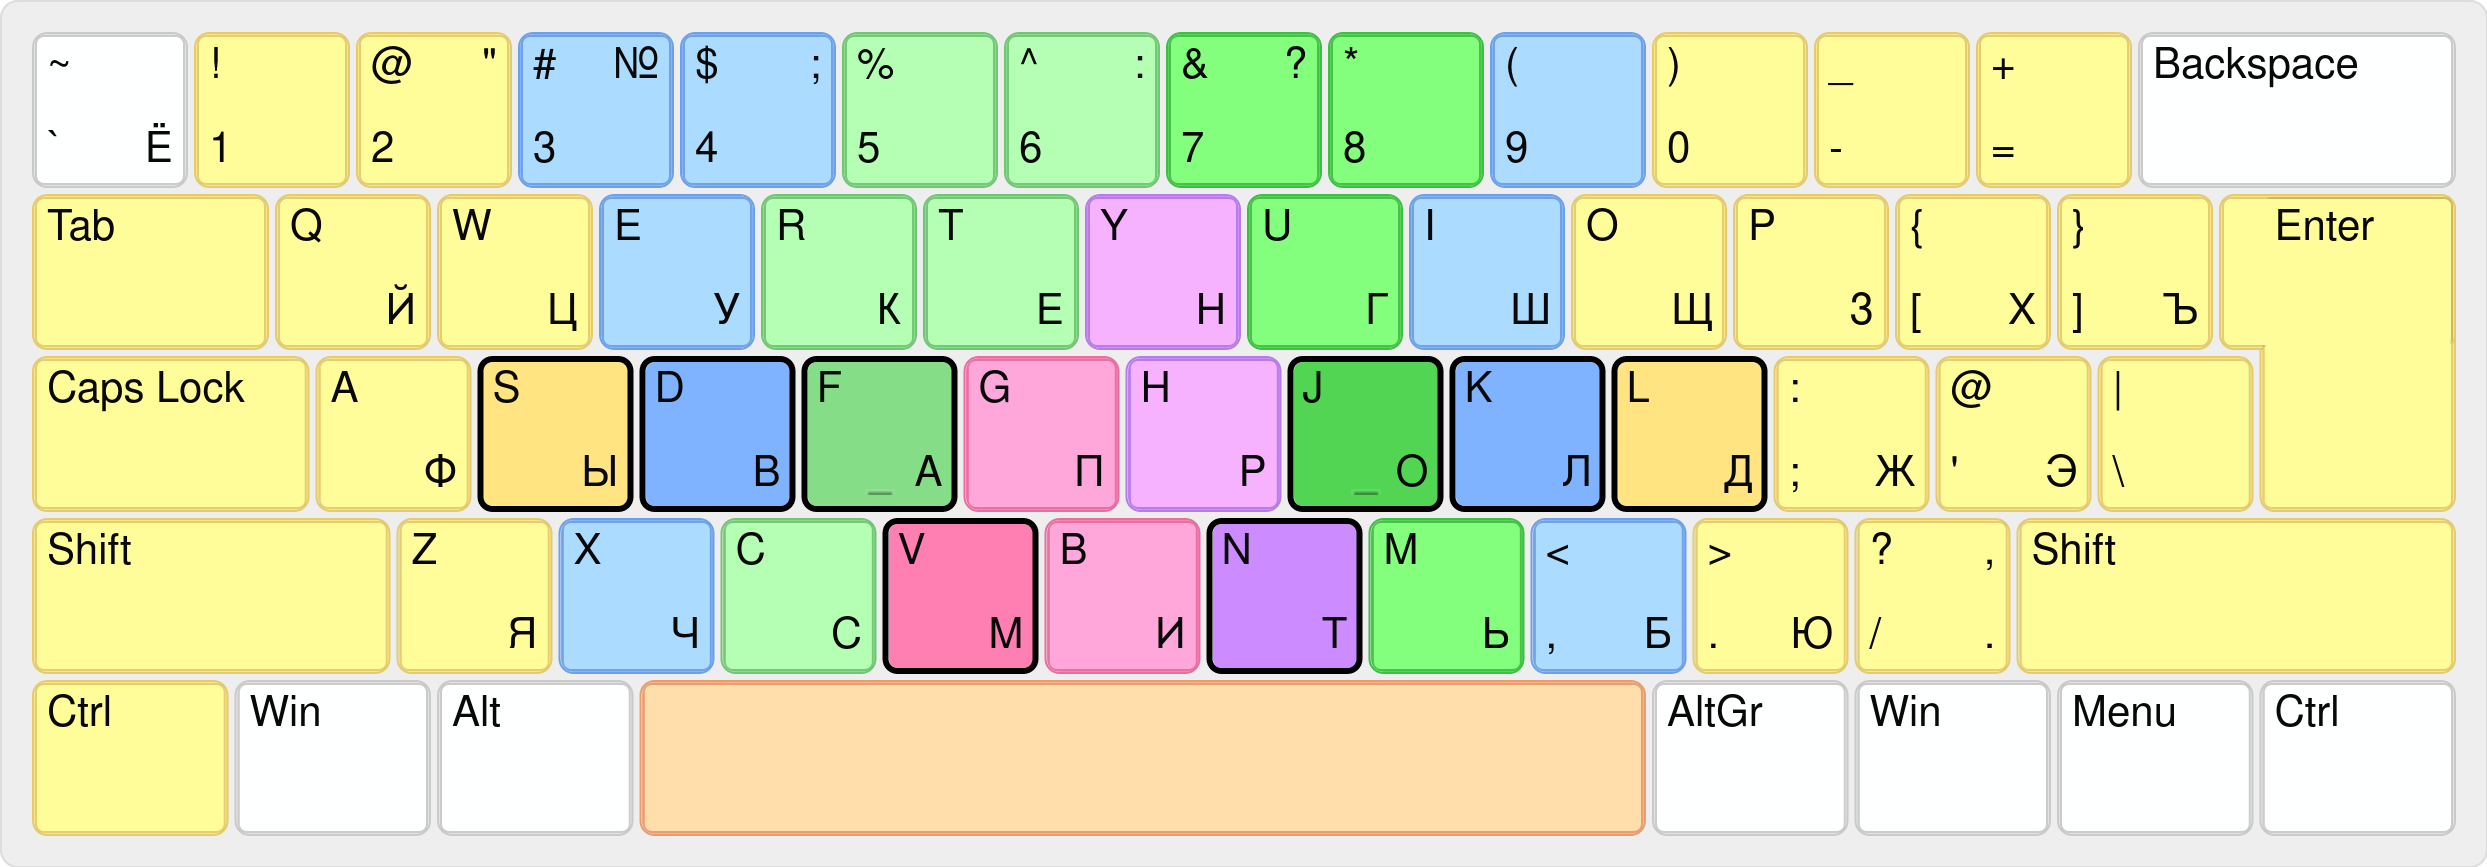 ~ ! @ " # № $ ; % ^ : & ? * ( ) _ + Backspace
` Ё 1 2 3 4 5 6 7 8 9 0 - =
Tab Q W E R T Y U I O P { } Enter
Й Ц У К Е Н Г Ш Щ З [ Х ] Ъ
Caps Lock A S D F G H J K L : @ |
Ф Ы В _ А П Р _ О Л Д ; Ж ' Э \
Shift Z X C V B N M < > ? , Shift
Я Ч С М И Т Ь , Б . Ю / .
Ctrl Win Alt AltGr Win Menu Ctrl